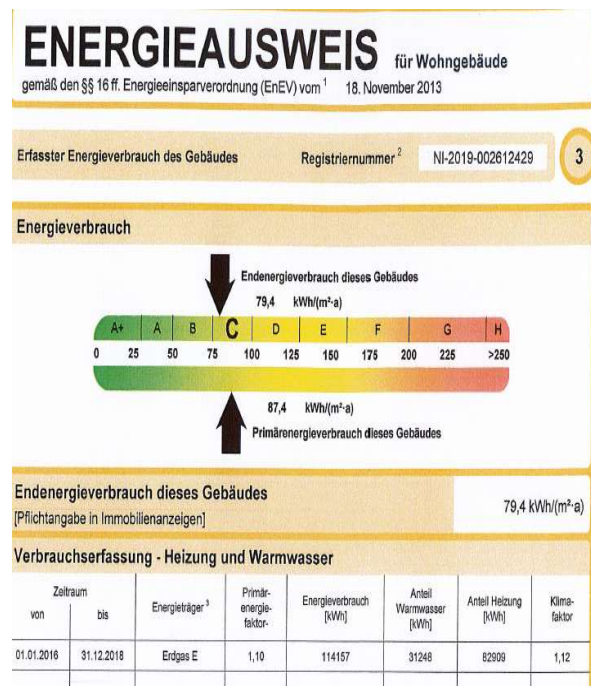 ENERGIEAUSWEIS für Wohngebäude
gemäß den §§ 16 ff. Energieeinsparverordnung (EnEV) vom 1 18. November 2013
Erfasster Energieverbrauch des Gebäudes Registriernummer 2 NI-2019-002612429 3
Energieverbrauch
Endenergieverbrauch dieses Gebäudes
79,4 kWh/(m²·a)
A+ A B C D E F G H
0 25 50 75 100 125 150 175 200 225 >250
87,4 kWh/(m²·a)
Primärenergieverbrauch dieses Gebäudes
Endenergieverbrauch dieses Gebäudes
[Pflichtangabe in Immobilienanzeigen]
79,4 kWh/(m²·a)
Verbrauchserfassung - Heizung und Warmwasser
Zeitraum
von bis
Energieträger 3
Primär-
energie-
faktor-
Energieverbrauch
[kWh]
Anteil
Warmwasser
[kWh]
Anteil Heizung
[kWh]
Klima-
faktor
01.01.2016 31.12.2018 Erdgas E 1,10 114157 31248 82909 1,12